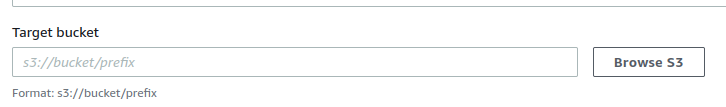 Target bucket
s3://bucket/prefix
Browse S3
Format: s3://bucket/prefix